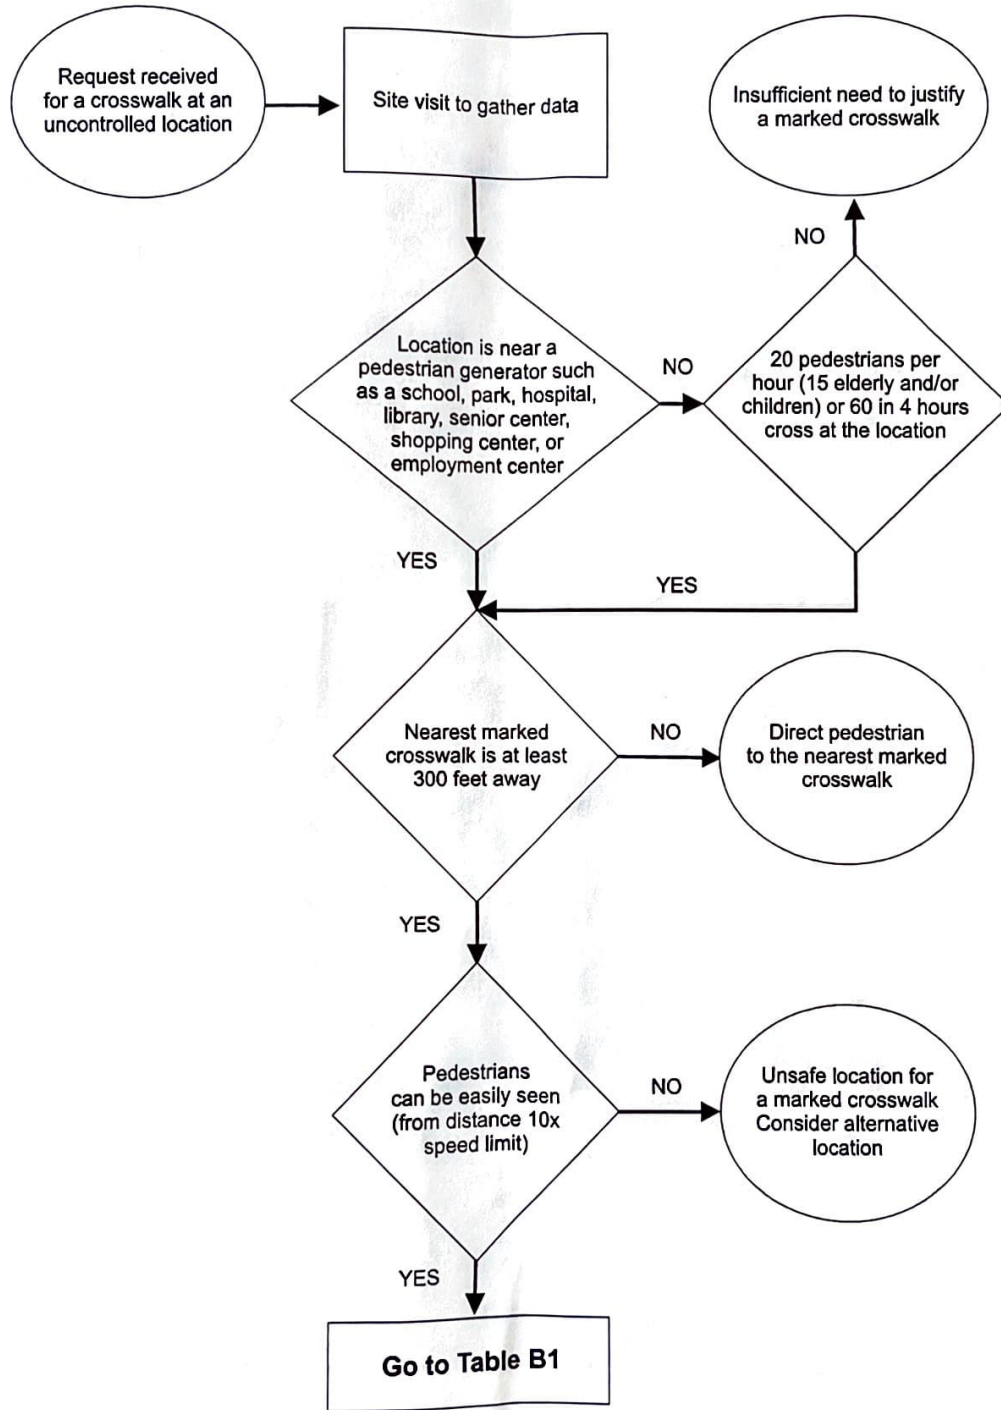 Request received
for a crosswalk at an
uncontrolled location
Site visit to gather data
Insufficient need to justify
a marked crosswalk
NO
Location is near a
pedestrian generator such
as a school, park, hospital,
library, senior center,
shopping center, or
employment center
NO
20 pedestrians per
hour (15 elderly and/or
children) or 60 in 4 hours
cross at the location
YES
YES
Nearest marked
crosswalk is at least
300 feet away
NO
Direct pedestrian
to the nearest marked
crosswalk
YES
Pedestrians
can be easily seen
(from distance 10x
speed limit)
NO
Unsafe location for
a marked crosswalk
Consider alternative
location
YES
Go to Table B1